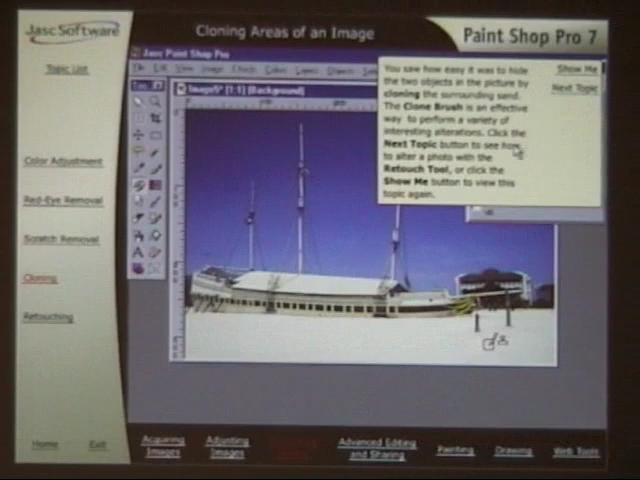 Jasc Software
Cloning Areas of an Image
Paint Shop Pro 7
Topic List
Jasc Paint Shop Pro
File Edit View Image Effects Colors Layers Objects
Image5* [1:1] (Background)
You saw how easy it was to hide
the two objects in the picture by
cloning the surrounding sand.
The Clone Brush is an effective
way to perform a variety of
interesting alterations. Click the
Next Topic button to see how
to alter a photo with the
Retouch Tool, or click the
Show Me button to view this
topic again.
Show Me
Next Topic
Color Adjustment
Red-Eye Removal
Scratch Removal
Cloning
Retouching
Home Exit
Acquiring
Images
Adjusting
Images
Advanced Editing
and Sharing
Painting
Drawing
Web Tools